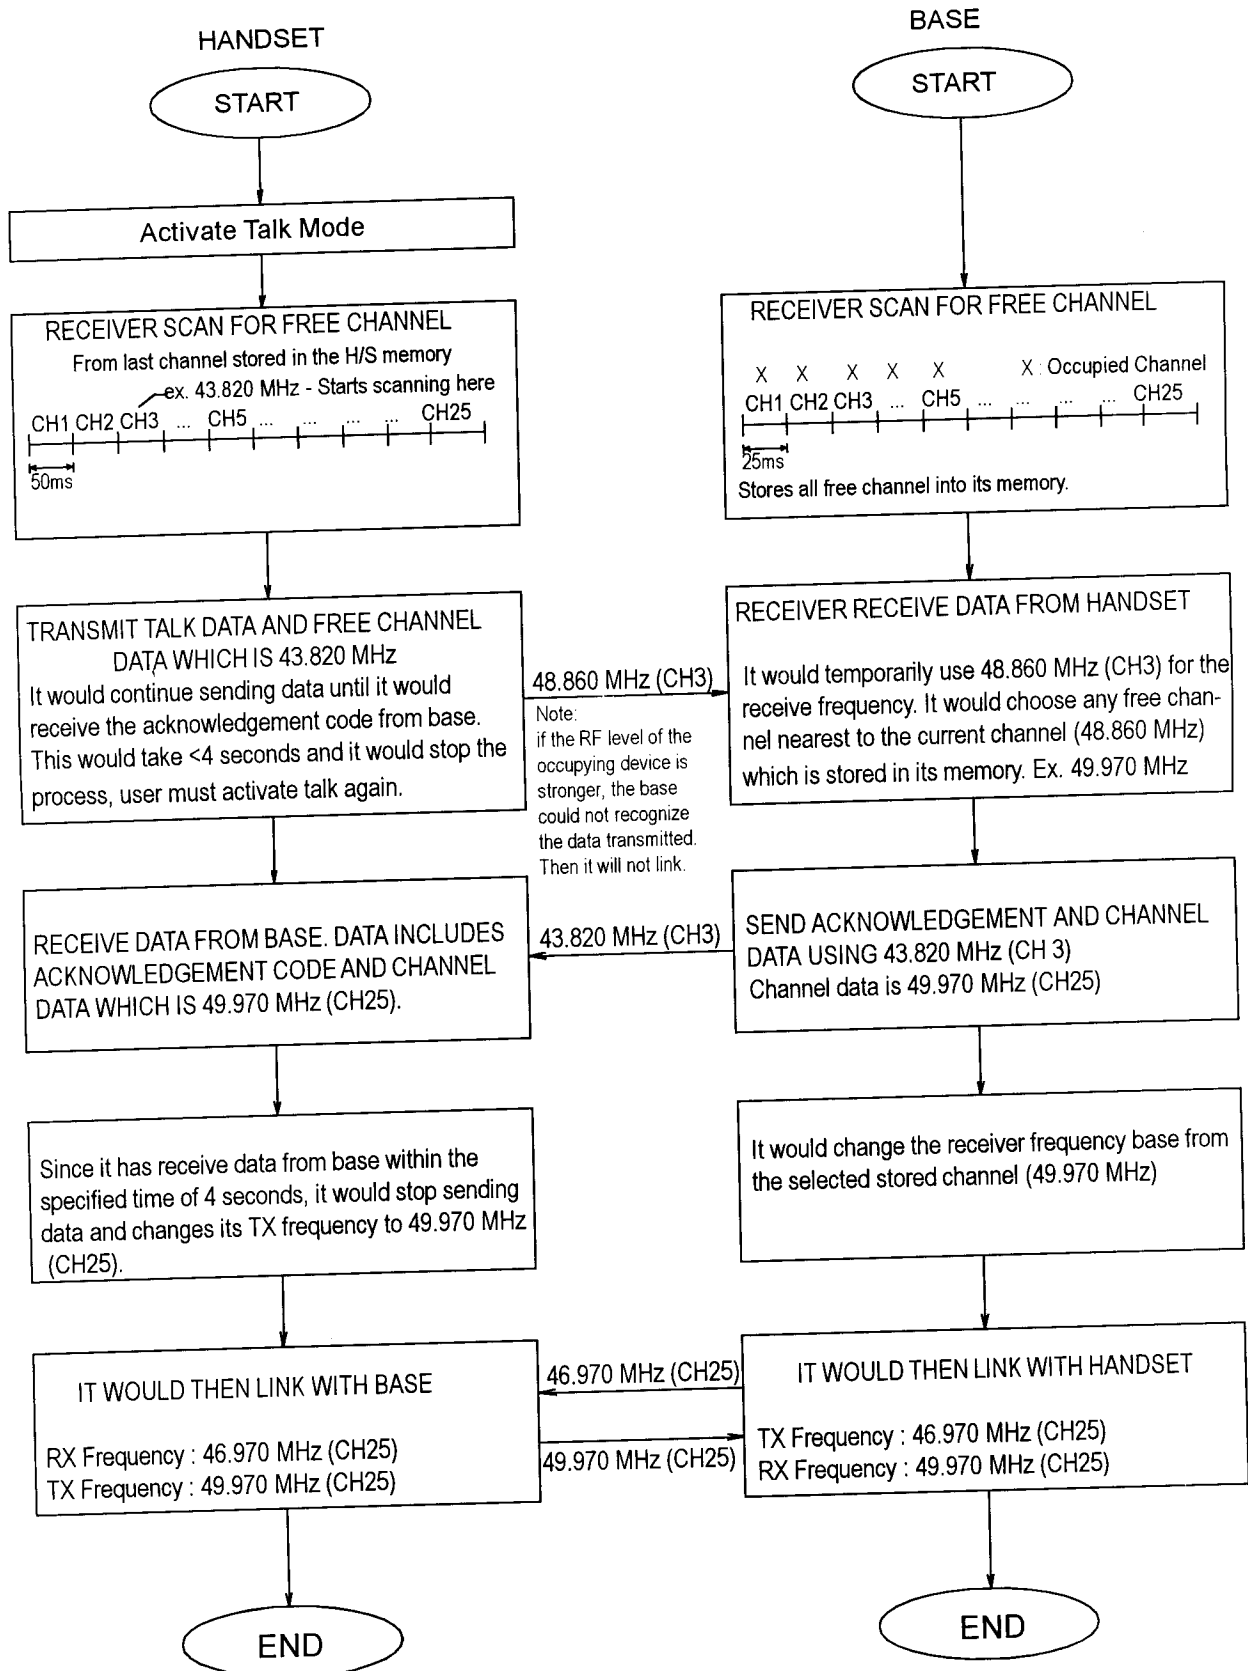 HANDSET
START
Activate Talk Mode
RECEIVER SCAN FOR FREE CHANNEL
From last channel stored in the H/S memory
ex. 43.820 MHz - Starts scanning here
CH1 CH2 CH3 ... CH5 ... ... ... ... CH25
50ms
TRANSMIT TALK DATA AND FREE CHANNEL
DATA WHICH IS 43.820 MHz
It would continue sending data until it would
receive the acknowledgement code from base.
This would take <4 seconds and it would stop the
process, user must activate talk again.
48.860 MHz (CH3)
Note:
if the RF level of the
occupying device is
stronger, the base
could not recognize
the data transmitted.
Then it will not link.
RECEIVE DATA FROM BASE. DATA INCLUDES
ACKNOWLEDGEMENT CODE AND CHANNEL
DATA WHICH IS 49.970 MHz (CH25).
43.820 MHz (CH3)
Since it has receive data from base within the
specified time of 4 seconds, it would stop sending
data and changes its TX frequency to 49.970 MHz
(CH25).
IT WOULD THEN LINK WITH BASE
RX Frequency : 46.970 MHz (CH25)
TX Frequency : 49.970 MHz (CH25)
46.970 MHz (CH25)
49.970 MHz (CH25)
END
BASE
START
RECEIVER SCAN FOR FREE CHANNEL
X X X X X X : Occupied Channel
CH1 CH2 CH3 ... CH5 ... ... ... ... CH25
25ms
Stores all free channel into its memory.
RECEIVER RECEIVE DATA FROM HANDSET
It would temporarily use 48.860 MHz (CH3) for the
receive frequency. It would choose any free chan-
nel nearest to the current channel (48.860 MHz)
which is stored in its memory. Ex. 49.970 MHz
SEND ACKNOWLEDGEMENT AND CHANNEL
DATA USING 43.820 MHz (CH 3)
Channel data is 49.970 MHz (CH25)
It would change the receiver frequency base from
the selected stored channel (49.970 MHz)
IT WOULD THEN LINK WITH HANDSET
TX Frequency : 46.970 MHz (CH25)
RX Frequency : 49.970 MHz (CH25)
END